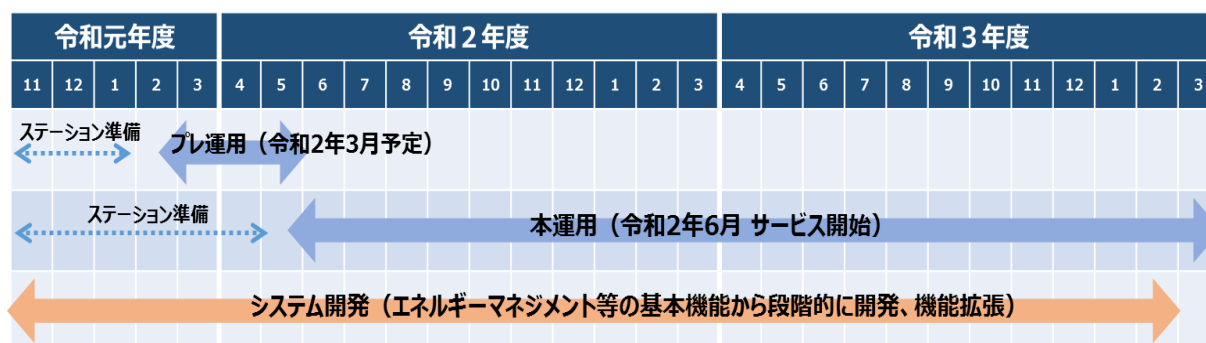 令和元年度 令和２年度 令和３年度
11 12 1 2 3 4 5 6 7 8 9 10 11 12 1 2 3 4 5 6 7 8 9 10 11 12 1 2 3
ステーション準備 プレ運用（令和2年3月予定）
ステーション準備 本運用（令和2年6月 サービス開始）
システム開発（エネルギーマネジメント等の基本機能から段階的に開発、機能拡張）